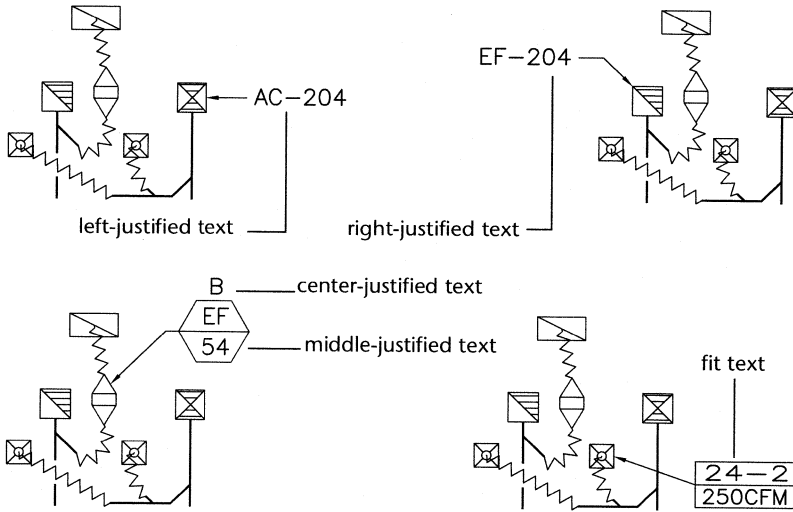 EF-204
AC-204
left-justified text
right-justified text
B
center-justified text
EF
54
middle-justified text
fit text
24-2
250CFM